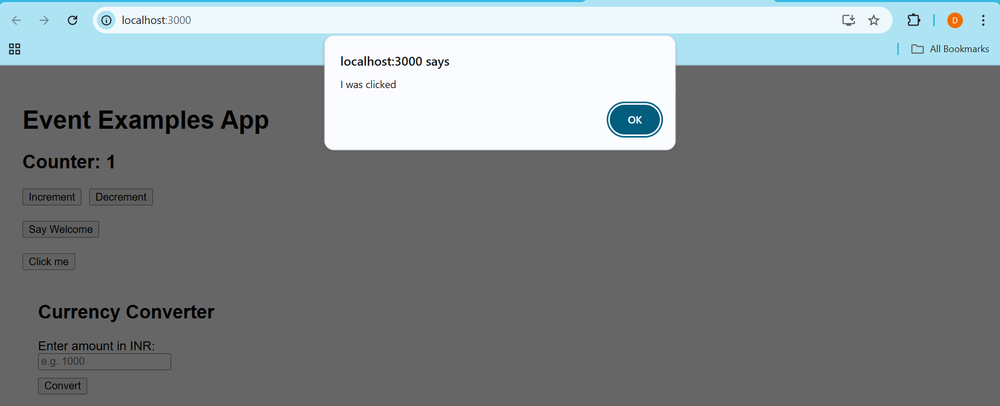 localhost:3000
D
All Bookmarks
localhost:3000 says
I was clicked
OK
Event Examples App
Counter: 1
Increment Decrement
Say Welcome
Click me
Currency Converter
Enter amount in INR:
e.g. 1000
Convert